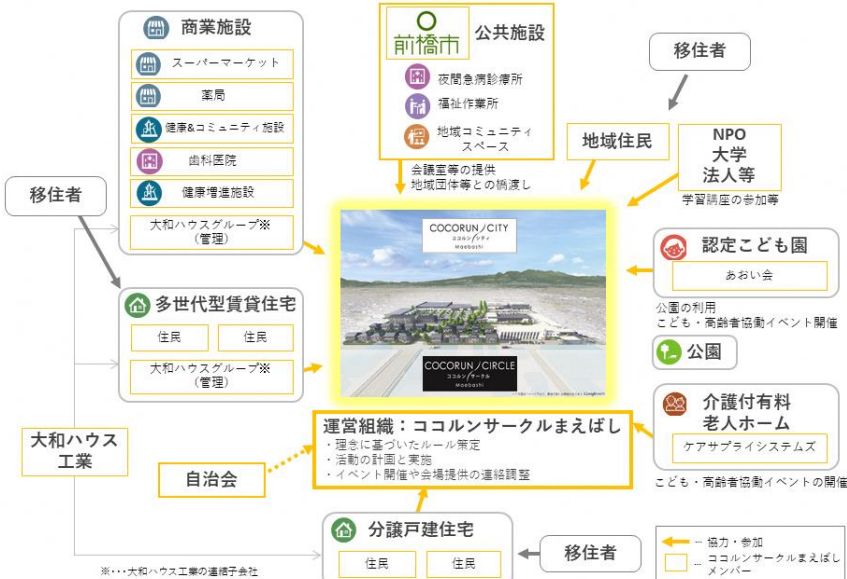 商業施設
スーパーマーケット
薬局
健康&コミュニティ施設
歯科医院
健康増進施設
大和ハウスグループ※
(管理)
前橋市
公共施設
夜間急病診療所
福祉作業所
地域コミュニティ
スペース
会議室等の提供
地域団体等との橋渡し
移住者
地域住民
NPO
大学
法人等
学習講座の参加等
移住者
多世代型賃貸住宅
住民
住民
大和ハウスグループ※
(管理)
COCORUN/CITY
ココルン/シティ
Maebashi
COCORUN/CIRCLE
ココルン/サークル
Maebashi
認定こども園
あおい会
公園の利用
こども・高齢者協働イベント開催
公園
介護付有料
老人ホーム
ケアサプライシステムズ
こども・高齢者協働イベントの開催
大和ハウス
工業
自治会
運営組織：ココルンサークルまえばし
・理念に基づいたルール策定
・活動の計画と実施
・イベント開催や会場提供の連絡調整
分譲戸建住宅
住民
住民
移住者
※・・・大和ハウス工業の連結子会社
… 協力・参加
… ココルンサークルまえばし
メンバー